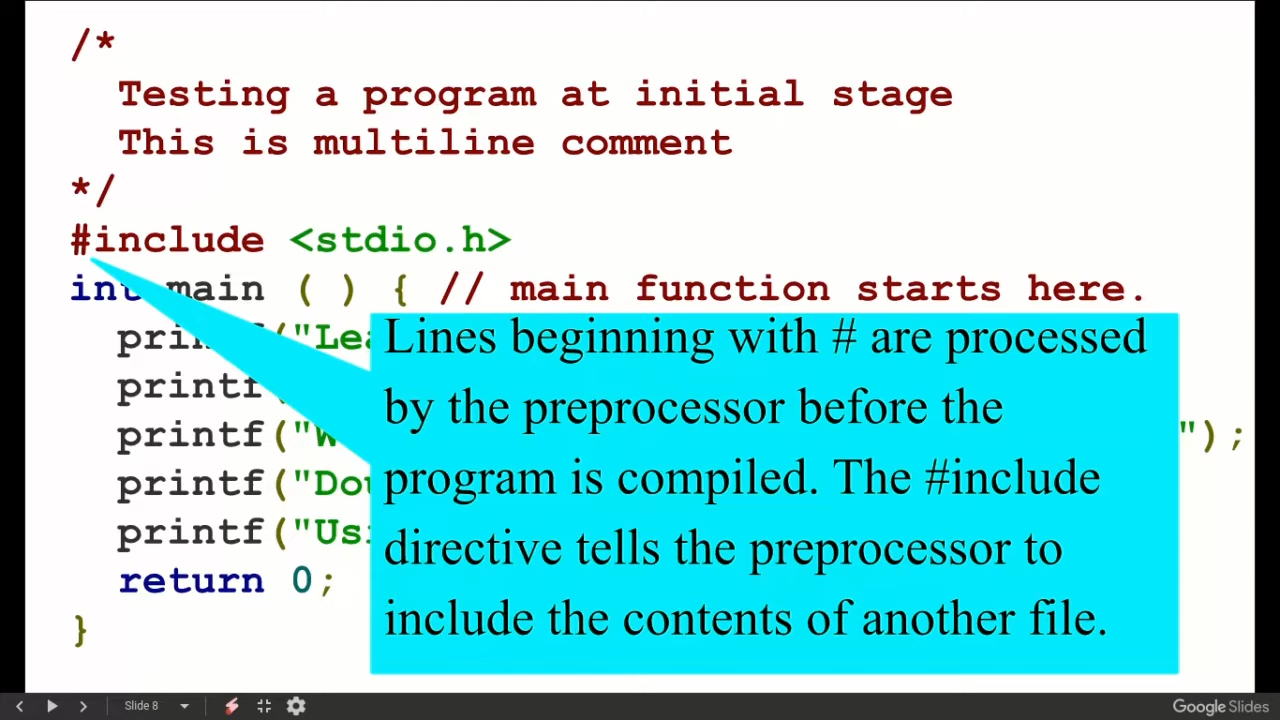 /*
Testing a program at initial stage
This is multiline comment
*/
#include <stdio.h>
int main ( ) { // main function starts here.
printf("Lea
printf(
printf("W ");
printf("Dou
printf("Us
return 0;
}
Lines beginning with # are processed
by the preprocessor before the
program is compiled. The #include
directive tells the preprocessor to
include the contents of another file.
Slide 8
Google Slides